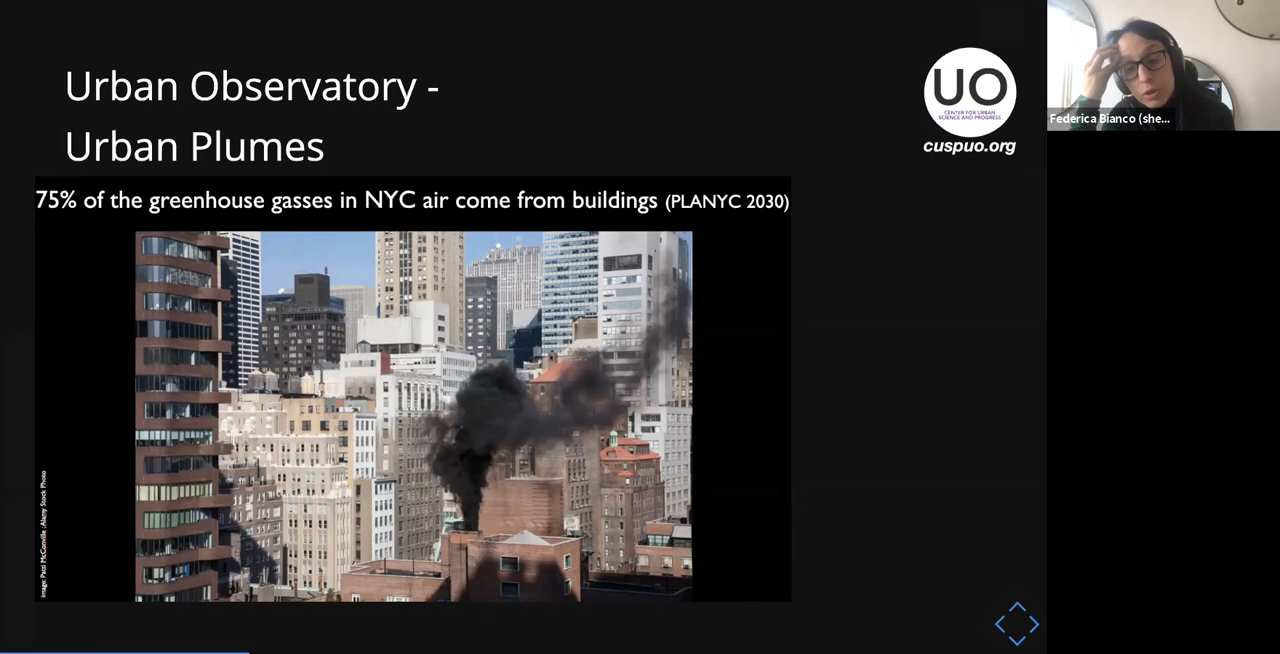 Urban Observatory -
Urban Plumes
UO
CENTER FOR URBAN
SCIENCE AND PROGRESS
cuspuo.org
Federica Bianco (she...
75% of the greenhouse gasses in NYC air come from buildings (PLANYC 2030)
Image: Patti McConville : Alamy Stock Photo